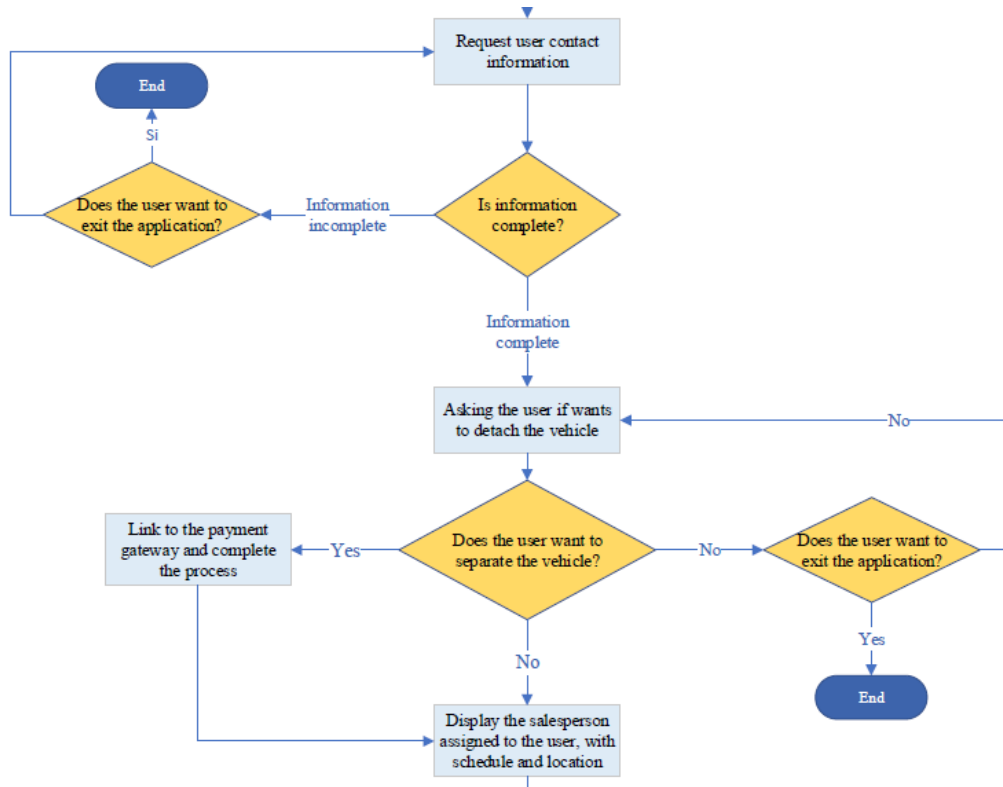 Request user contact
information
End
Si
Does the user want to
exit the application?
Information
incomplete
Is information
complete?
Information
complete
Asking the user if wants
to detach the vehicle
No
Link to the payment
gateway and complete
the process
Yes
Does the user want to
separate the vehicle?
No
Does the user want to
exit the application?
Yes
End
No
Display the salesperson
assigned to the user, with
schedule and location